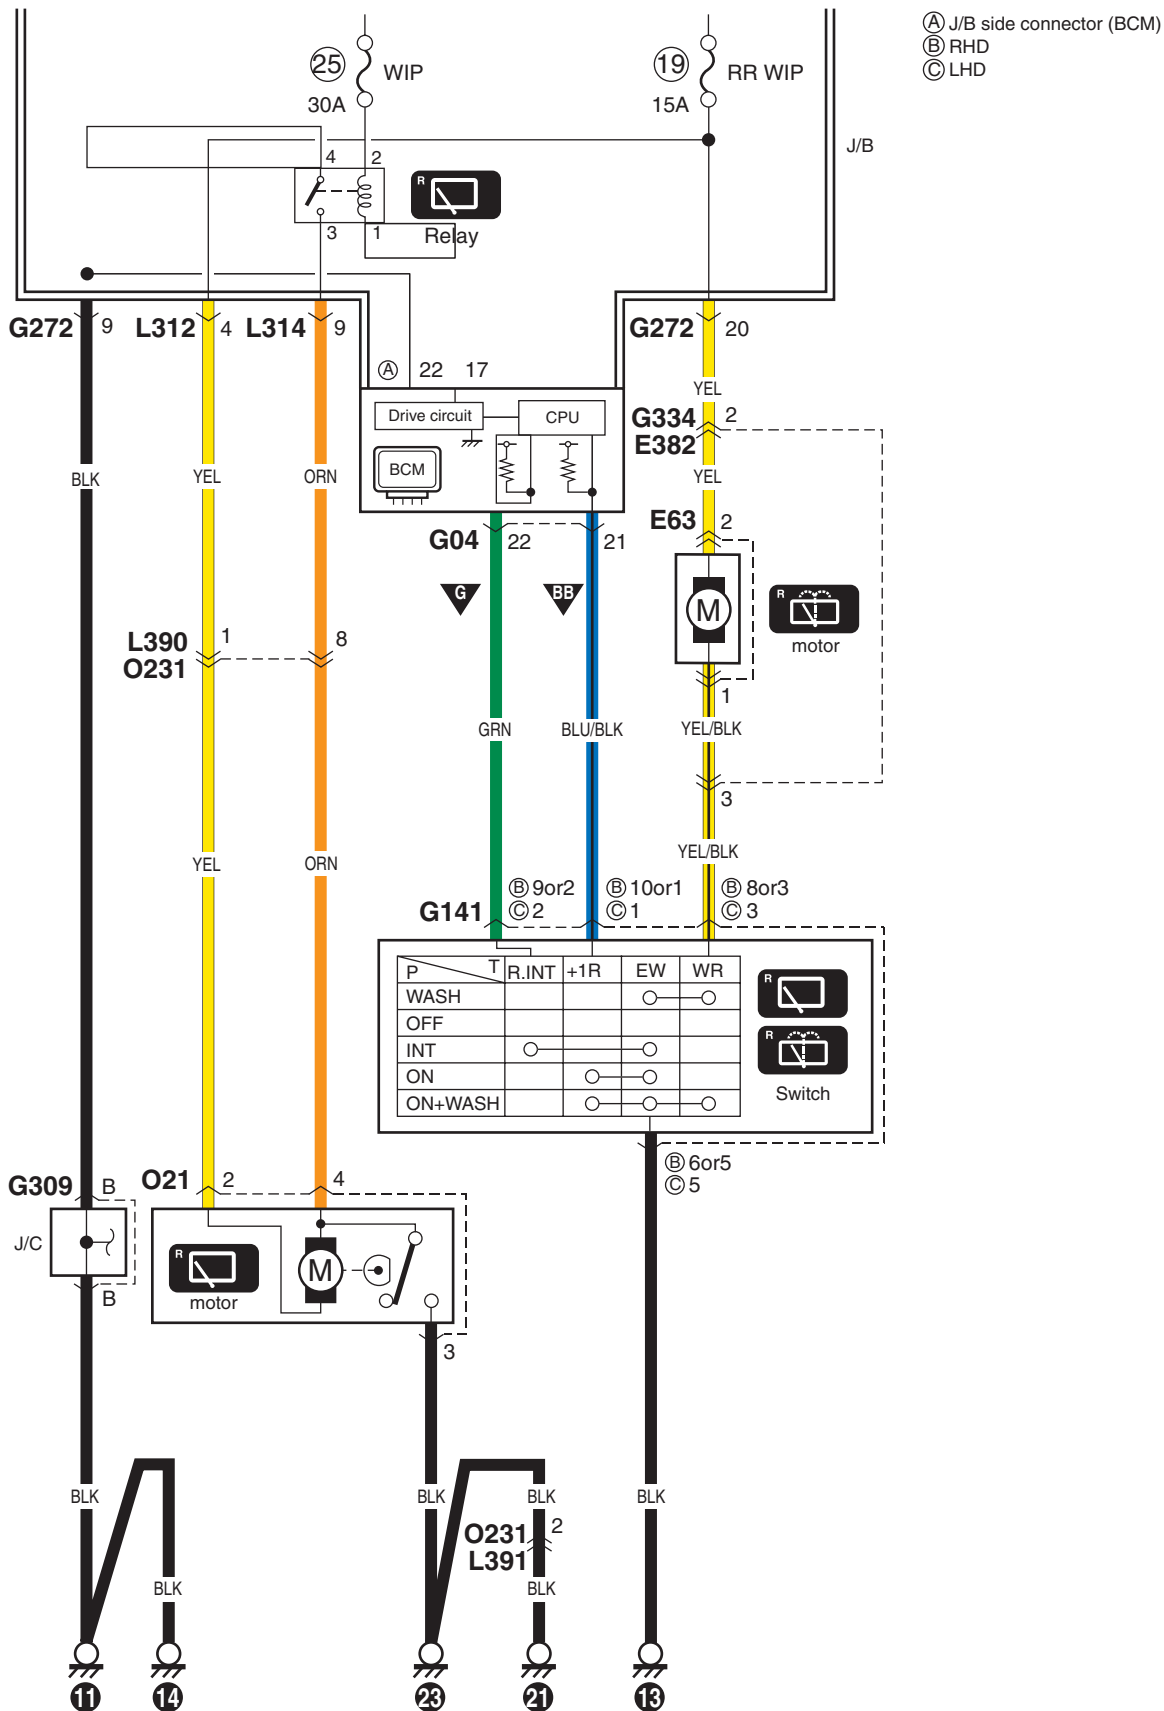 Ⓐ J/B side connector (BCM)
Ⓑ RHD
Ⓒ LHD
25 WIP
30A
19 RR WIP
15A
J/B
4 2
R
Relay
3 1
G272 9
L312 4
L314 9
G272 20
Ⓐ 22 17
Drive circuit
CPU
BCM
YEL
G334 2
E382
BLK
YEL
ORN
YEL
E63 2
G04 22
21
G
BB
M
R
motor
L390 1 8
O231
1
GRN
BLU/BLK
YEL/BLK
3
YEL
ORN
YEL/BLK
G141
Ⓑ 9or2
Ⓒ 2
Ⓑ 10or1
Ⓒ 1
Ⓑ 8or3
Ⓒ 3
P T R.INT +1R EW WR
WASH
OFF
INT
ON
ON+WASH
R
R
Switch
Ⓑ 6or5
Ⓒ 5
G309 B
J/C
B
O21 2 4
R
motor
M
3
BLK
BLK
BLK
BLK
BLK
O231 2
L391
BLK
BLK
11
14
23
21
13